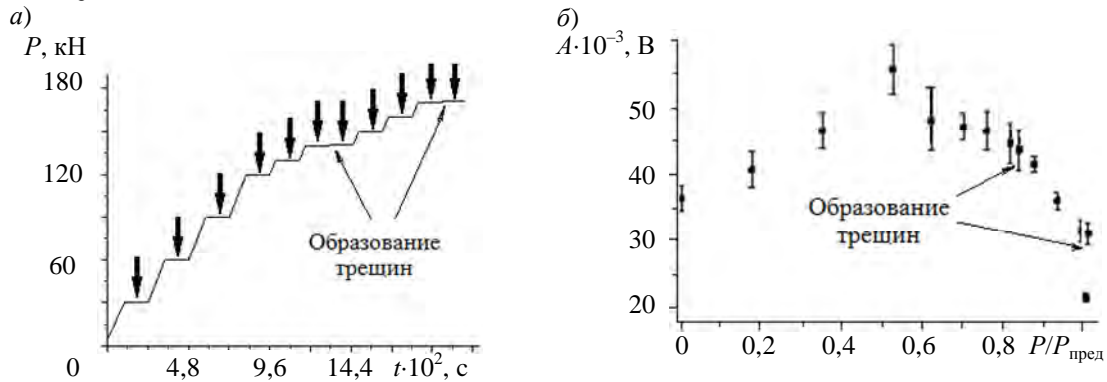 а)
P, кН
180
120
60
0
4,8
9,6
14,4
t·10², с
Образование
трещин
б)
A·10⁻³, В
50
40
30
20
0
0,2
0,4
0,6
0,8
P/Pпред
Образование
трещин